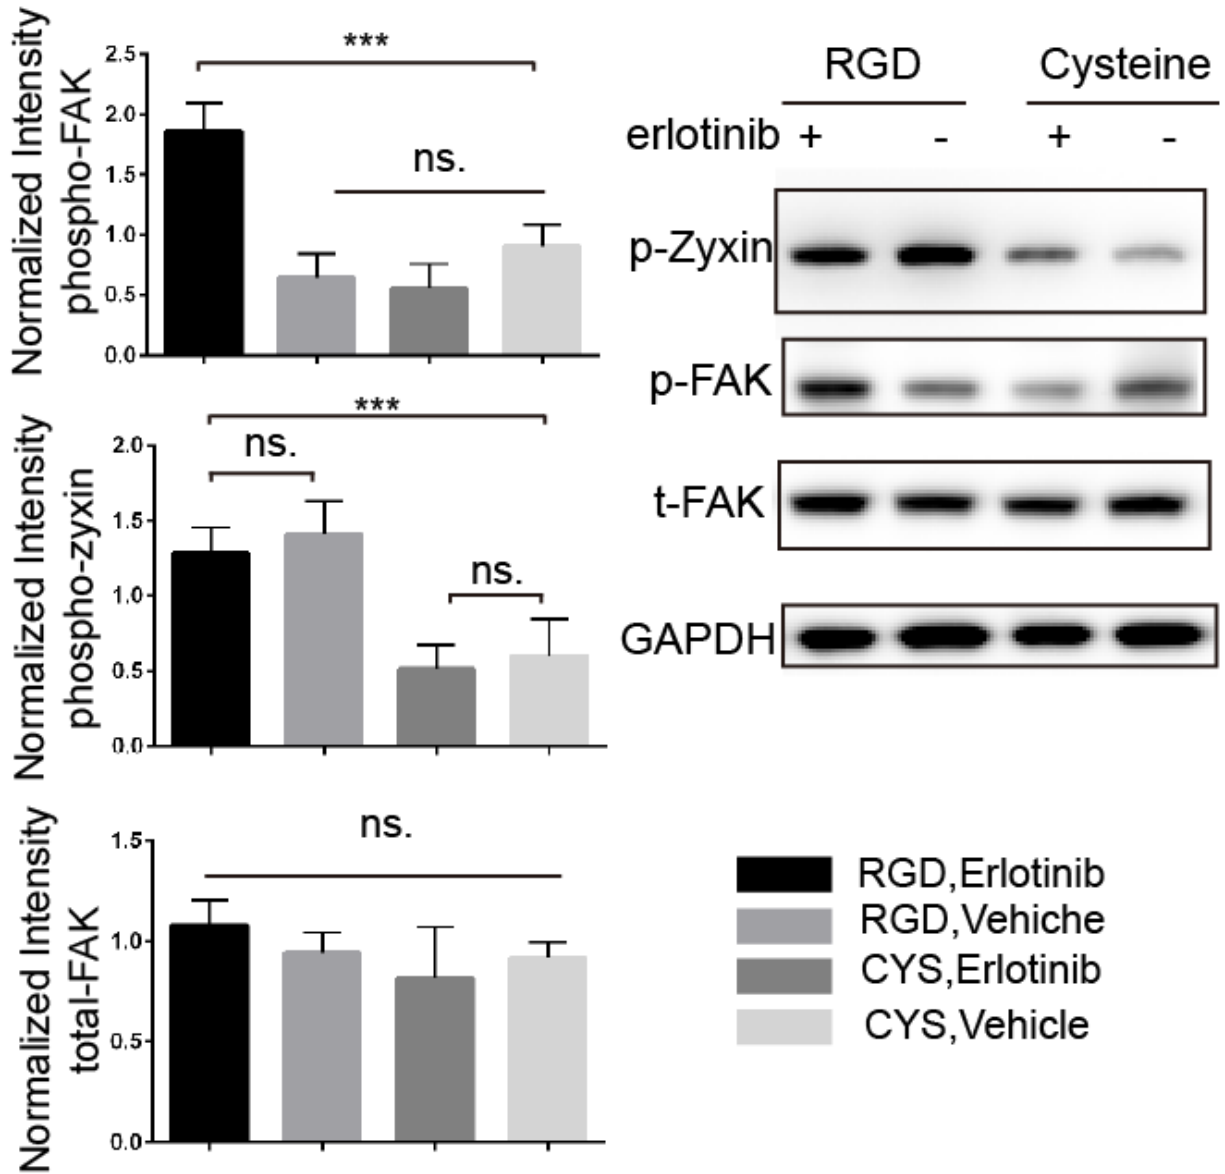 Normalized Intensity
phospho-FAK
2.5
2.0
1.5
1.0
0.5
0.0
***
ns.
Normalized Intensity
phospho-zyxin
2.0
1.5
1.0
0.5
0.0
***
ns.
ns.
Normalized Intensity
total-FAK
1.5
1.0
0.5
0.0
ns.
RGD Cysteine
erlotinib + - + -
p-Zyxin
p-FAK
t-FAK
GAPDH
RGD,Erlotinib
RGD,Vehiche
CYS,Erlotinib
CYS,Vehicle